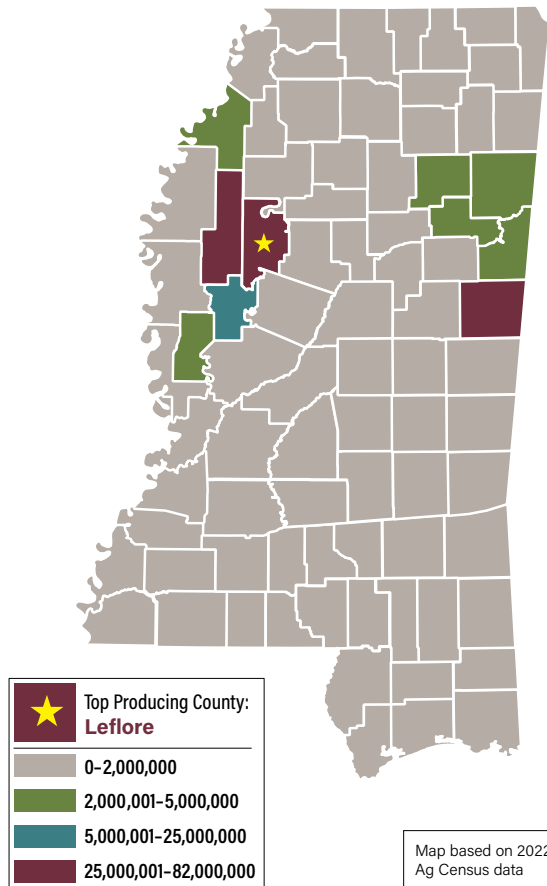 Top Producing County:
Leflore
0–2,000,000
2,000,001–5,000,000
5,000,001–25,000,000
25,000,001–82,000,000
Map based on 2022
Ag Census data